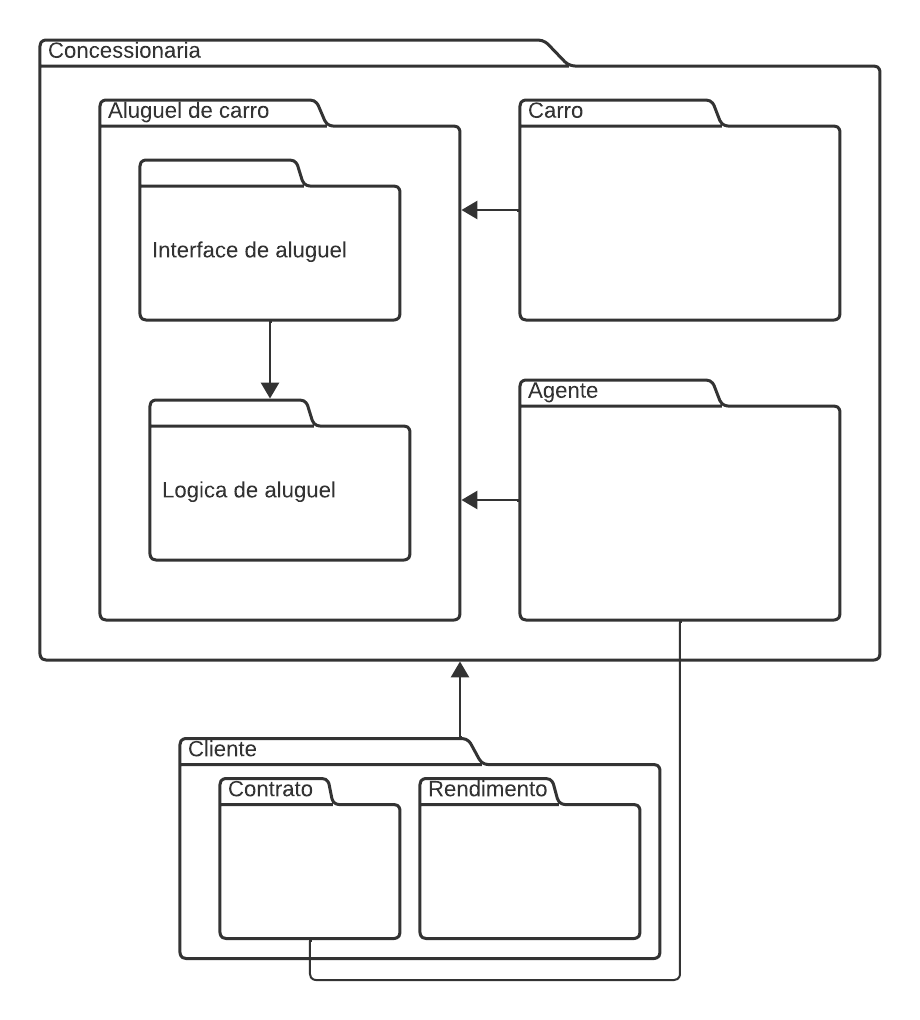 Concessionaria
Aluguel de carro
Carro
Interface de aluguel
Agente
Logica de aluguel
Cliente
Contrato
Rendimento